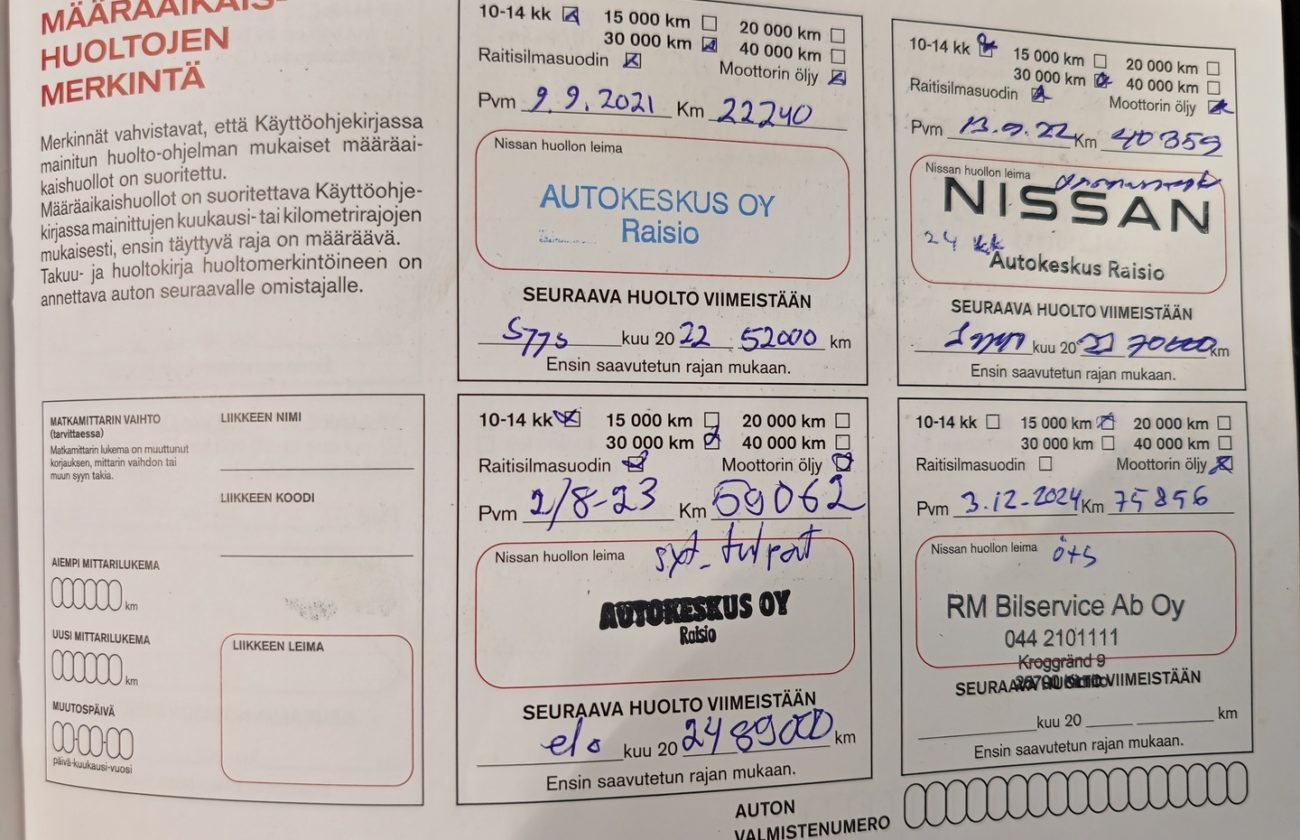 MÄÄRÄAIKAIS-
HUOLTOJEN
MERKINTÄ
Merkinnät vahvistavat, että Käyttöohjekirjassa
mainitun huolto-ohjelman mukaiset määräai-
kaishuollot on suoritettu.
Määräaikaishuollot on suoritettava Käyttöohje-
kirjassa mainittujen kuukausi- tai kilometrirajojen
mukaisesti, ensin täyttyvä raja on määräävä.
Takuu- ja huoltokirja huoltomerkintöineen on
annettava auton seuraavalle omistajalle.
10-14 kk 15 000 km 20 000 km
30 000 km 40 000 km
Raitisilmasuodin Moottorin öljy
Pvm 9.9.2021 Km 22240
Nissan huollon leima
AUTOKESKUS OY
Raisio
SEURAAVA HUOLTO VIIMEISTÄÄN
syys kuu 20 22 52000 km
Ensin saavutetun rajan mukaan.
10-14 kk 15 000 km 20 000 km
30 000 km 40 000 km
Raitisilmasuodin Moottorin öljy
Pvm 13.9.22 Km 40359
Nissan huollon leima
NISSAN
24 kk
Autokeskus Raisio
SEURAAVA HUOLTO VIIMEISTÄÄN
kuu 20 70000 km
Ensin saavutetun rajan mukaan.
MATKAMITTARIN VAIHTO
(tarvittaessa)
Matkamittarin lukema on muuttunut
korjauksen, mittarin vaihdon tai
muun syyn takia.
LIIKKEEN NIMI
LIIKKEEN KOODI
AIEMPI MITTARILUKEMA
km
UUSI MITTARILUKEMA
km
MUUTOSPÄIVÄ
päivä-kuukausi-vuosi
LIIKKEEN LEIMA
10-14 kk 15 000 km 20 000 km
30 000 km 40 000 km
Raitisilmasuodin Moottorin öljy
Pvm 2/8-23 Km 59062
Nissan huollon leima syt. tulpat
AUTOKESKUS OY
Raisio
SEURAAVA HUOLTO VIIMEISTÄÄN
elo kuu 20 24 89000 km
Ensin saavutetun rajan mukaan.
10-14 kk 15 000 km 20 000 km
30 000 km 40 000 km
Raitisilmasuodin Moottorin öljy
Pvm 3.12-2024 Km 75856
Nissan huollon leima öts
RM Bilservice Ab Oy
044 2101111
Kroggränd 9
SEURAAVA HUOLTO VIIMEISTÄÄN
kuu 20 km
Ensin saavutetun rajan mukaan.
AUTON
VALMISTENUMERO